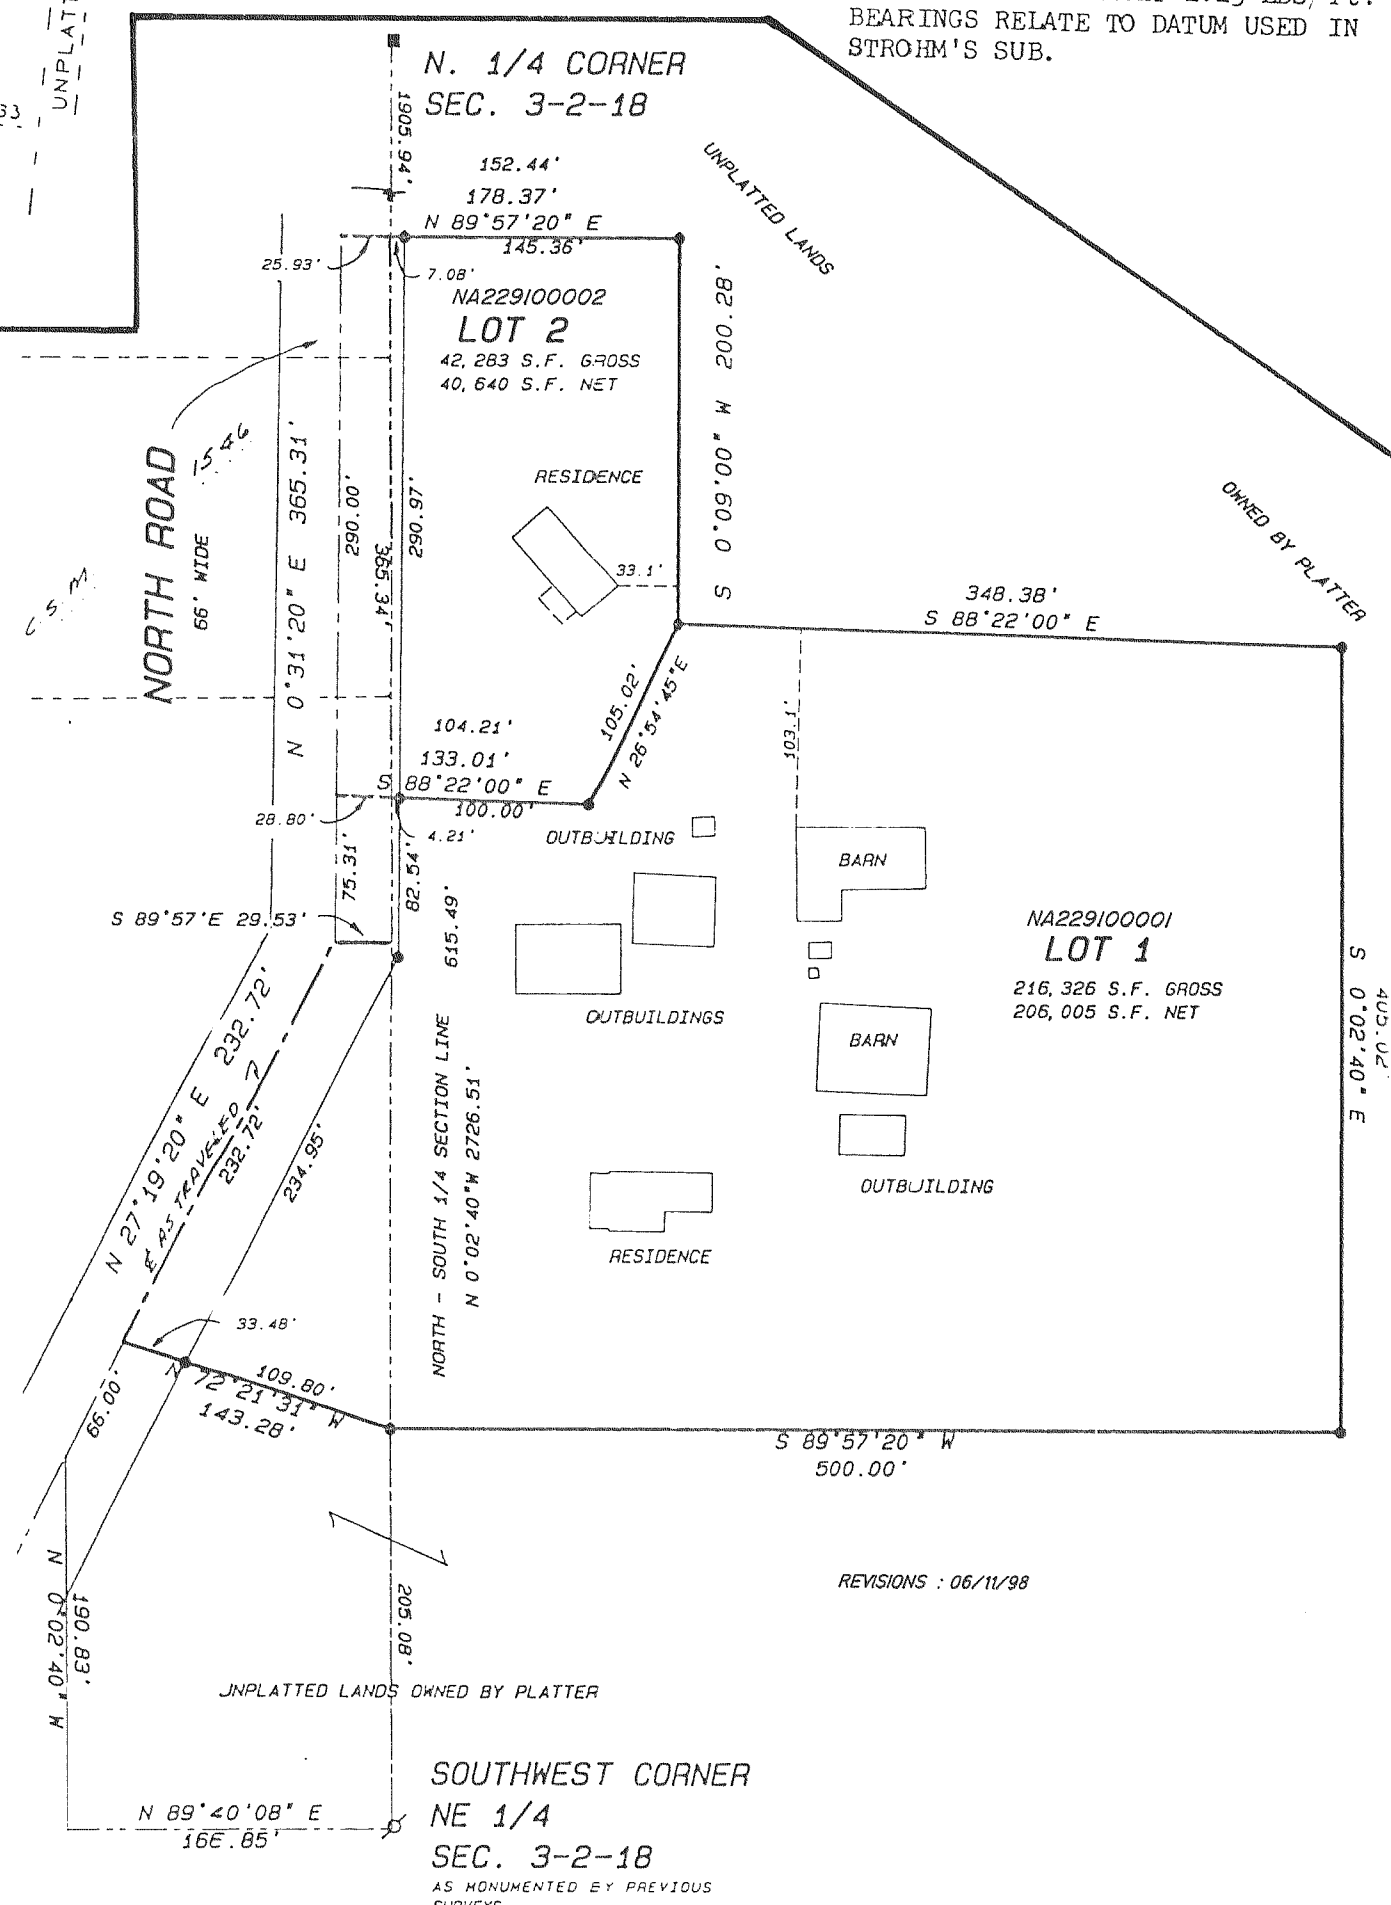 UNPLAT
33
BEARINGS RELATE TO DATUM USED IN
STROHM'S SUB.
N. 1/4 CORNER
SEC. 3-2-18
1905.94'
152.44'
178.37'
N 89°57'20" E
145.36'
25.93'
7.08'
UNPLATTED LANDS
OWNED BY PLATTER
NA229100002
LOT 2
42,283 S.F. GROSS
40,640 S.F. NET
S 0°09'00" W 200.28'
NORTH ROAD
66' WIDE
1546
C S M
N 0°31'20" E 365.31'
290.00'
365.34'
290.97'
RESIDENCE
33.1'
348.38'
S 88°22'00" E
105.02'
N 26°54'45"E
103.1'
104.21'
133.01'
S 88°22'00" E
100.00'
28.80'
4.21'
75.31'
82.54'
OUTBUILDING
BARN
S 89°57'E 29.53'
615.49'
NA229100001
LOT 1
216,326 S.F. GROSS
206,005 S.F. NET
S 0°02'40" E
405.02'
OUTBUILDINGS
BARN
N 27°19'20" E 232.72'
℄ AS TRAVELED
232.72'
234.95'
NORTH - SOUTH 1/4 SECTION LINE
N 0°02'40"W 2726.51'
OUTBUILDING
RESIDENCE
33.48'
109.80'
N 72°21'31" W
143.28'
66.00'
S 89°57'20" W
500.00'
REVISIONS : 06/11/98
N 0°02'40" W
190.83'
205.08'
UNPLATTED LANDS OWNED BY PLATTER
N 89°40'08" E
166.85'
SOUTHWEST CORNER
NE 1/4
SEC. 3-2-18
AS MONUMENTED BY PREVIOUS